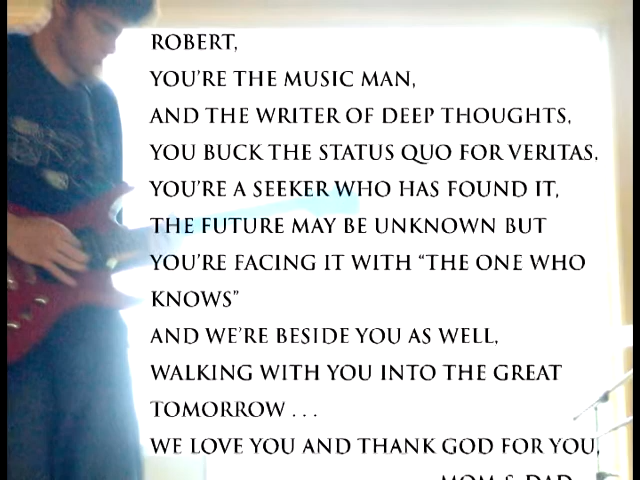 ROBERT,
YOU'RE THE MUSIC MAN,
AND THE WRITER OF DEEP THOUGHTS,
YOU BUCK THE STATUS QUO FOR VERITAS.
YOU'RE A SEEKER WHO HAS FOUND IT,
THE FUTURE MAY BE UNKNOWN BUT
YOU'RE FACING IT WITH “THE ONE WHO
KNOWS”
AND WE'RE BESIDE YOU AS WELL,
WALKING WITH YOU INTO THE GREAT
TOMORROW . . .
WE LOVE YOU AND THANK GOD FOR YOU,
MOM & DAD